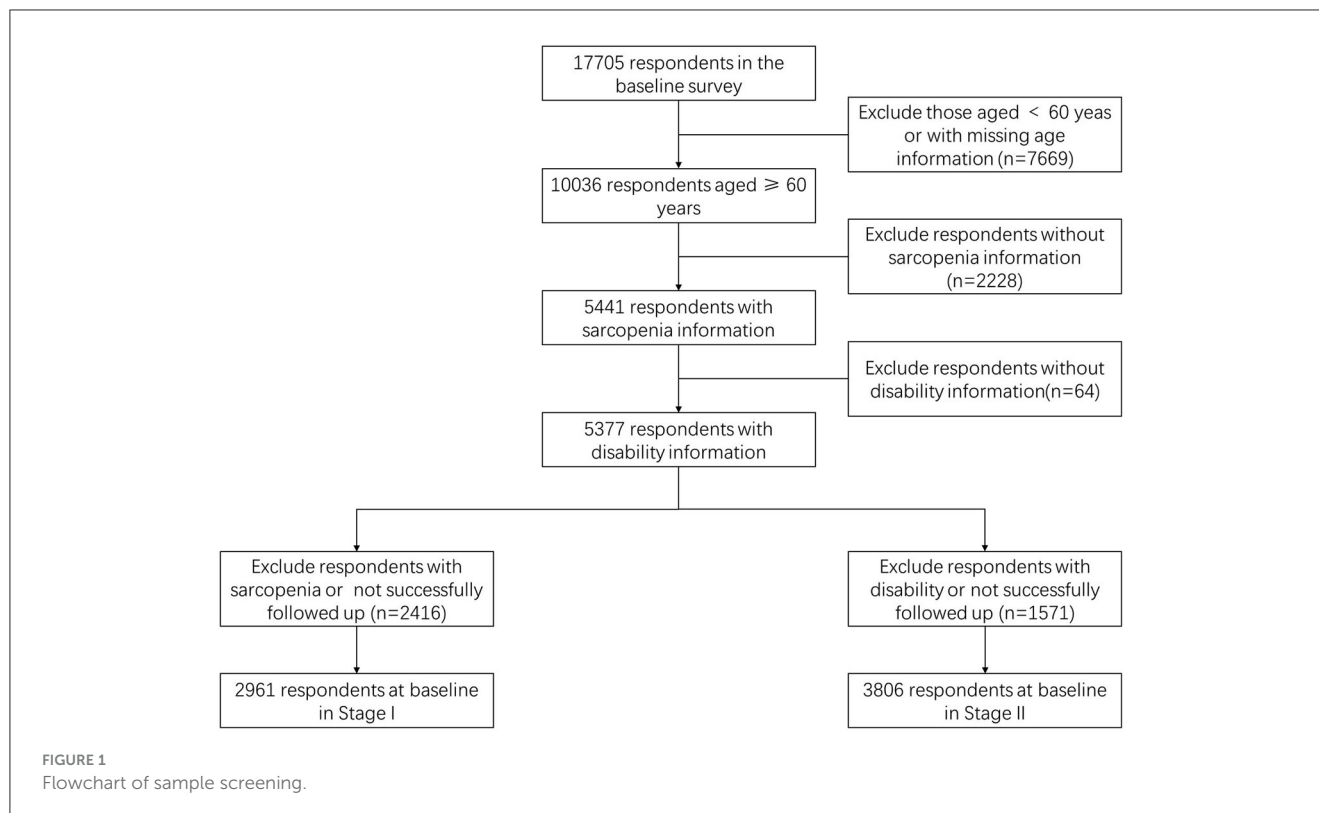 17705 respondents in the
baseline survey
Exclude those aged < 60 yeas
or with missing age
information (n=7669)
10036 respondents aged ≥ 60
years
Exclude respondents without
sarcopenia information
(n=2228)
5441 respondents with
sarcopenia information
Exclude respondents without
disability information(n=64)
5377 respondents with
disability information
Exclude respondents with
sarcopenia or not successfully
followed up (n=2416)
Exclude respondents with
disability or not successfully
followed up (n=1571)
2961 respondents at baseline
in Stage I
3806 respondents at baseline
in Stage II
FIGURE 1
Flowchart of sample screening.